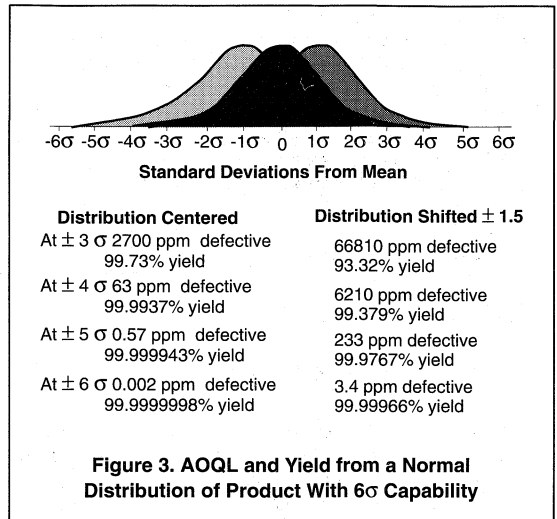 -6σ -5σ -4σ -3σ -2σ -1σ 0 1σ 2σ 3σ 4σ 5σ 6σ
Standard Deviations From Mean
Distribution Centered
At ± 3 σ 2700 ppm defective
99.73% yield
At ± 4 σ 63 ppm defective
99.9937% yield
At ± 5 σ 0.57 ppm defective
99.999943% yield
At ± 6 σ 0.002 ppm defective
99.9999998% yield
Distribution Shifted ± 1.5
66810 ppm defective
93.32% yield
6210 ppm defective
99.379% yield
233 ppm defective
99.9767% yield
3.4 ppm defective
99.99966% yield
Figure 3. AOQL and Yield from a Normal
Distribution of Product With 6σ Capability